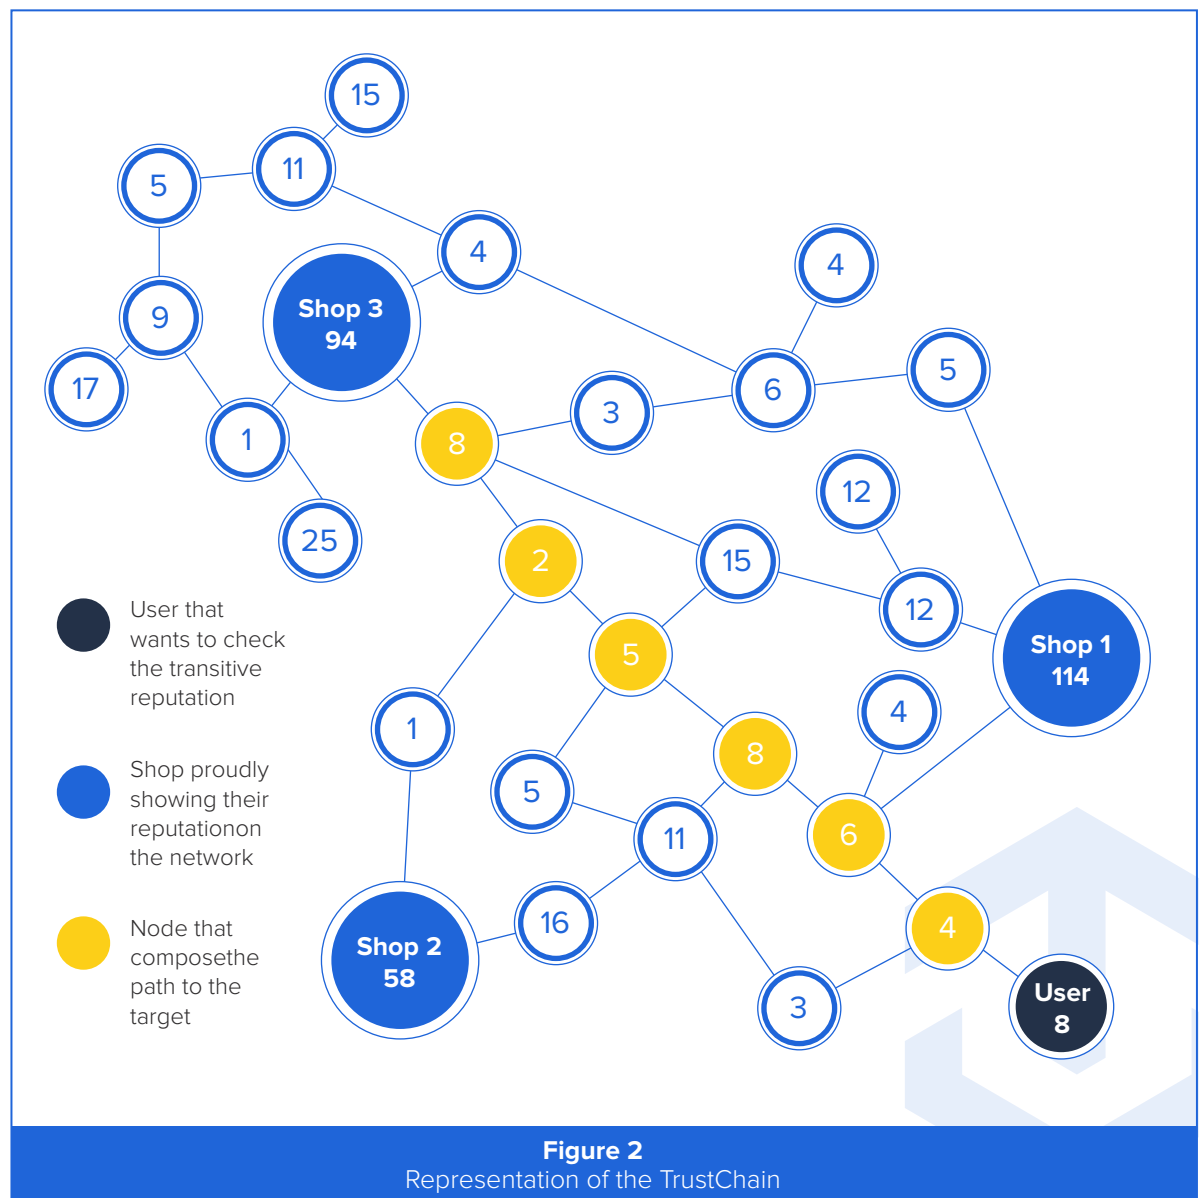 15
11
5
4
4
Shop 3
94
9
5
17
6
3
1
8
12
25
2
15
12
User that
wants to check
the transitive
reputation
5
Shop 1
114
4
1
8
Shop proudly
showing their
reputationon
the network
5
11
6
Node that
composethe
path to the
target
16
4
Shop 2
58
3
User
8
Figure 2
Representation of the TrustChain